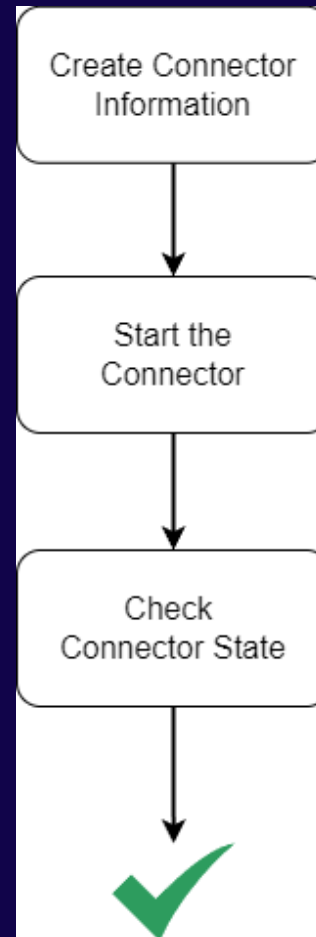 Create Connector
Information
Start the
Connector
Check
Connector State